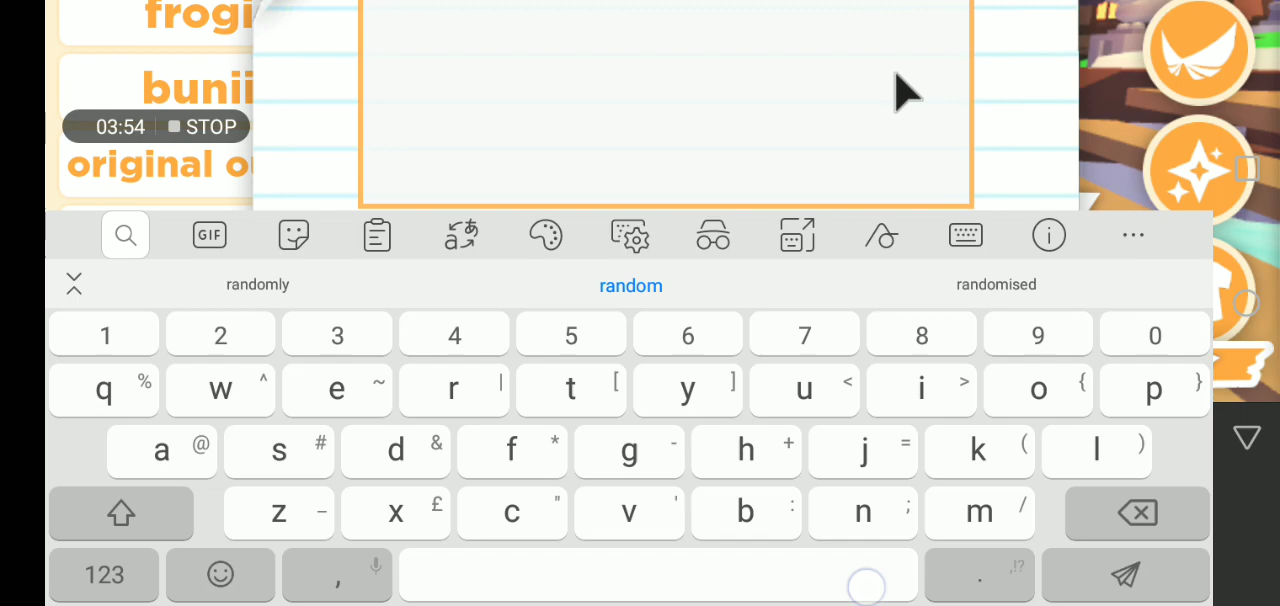 frogi
bunii
03:54 STOP
original o
GIF
randomly random randomised
1 2 3 4 5 6 7 8 9 0
q % w ^ e ~ r | t [ y ] u < i > o { p }
a @ s # d & f * g - h + j = k ( l )
z _ x £ c " v ' b : n ; m /
123 , . ,!?